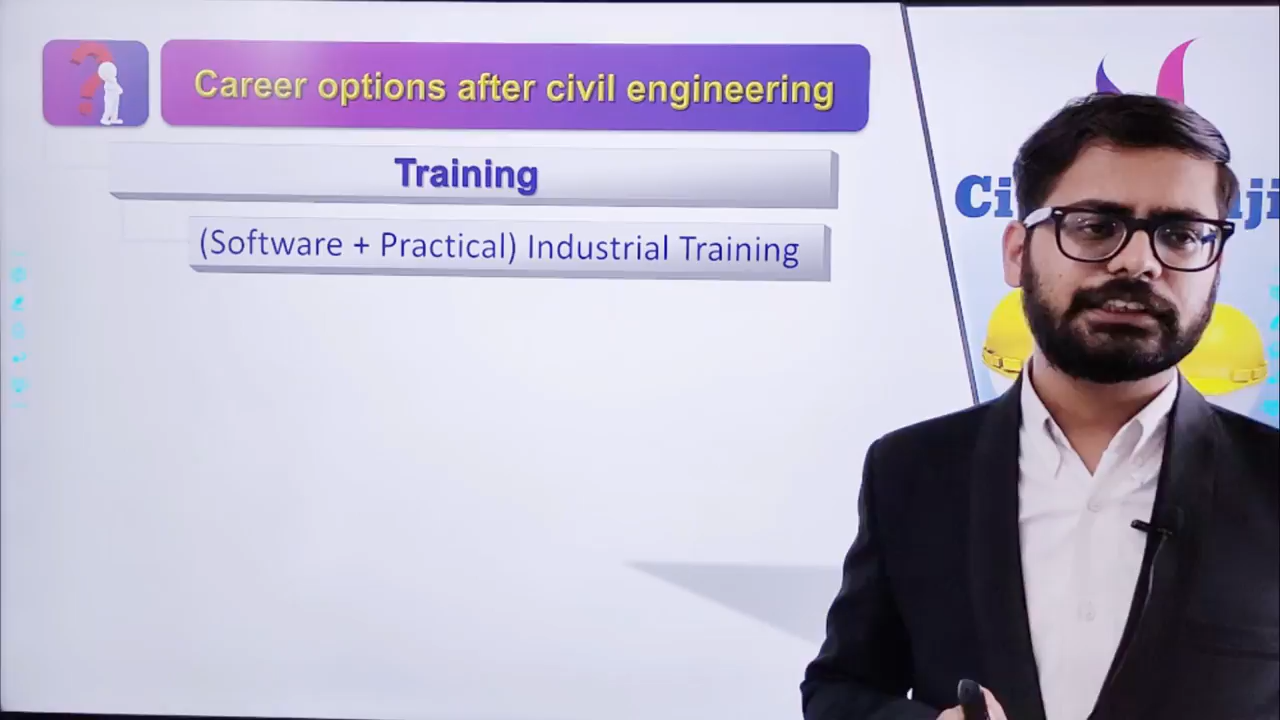 Career options after civil engineering
Training
(Software + Practical) Industrial Training